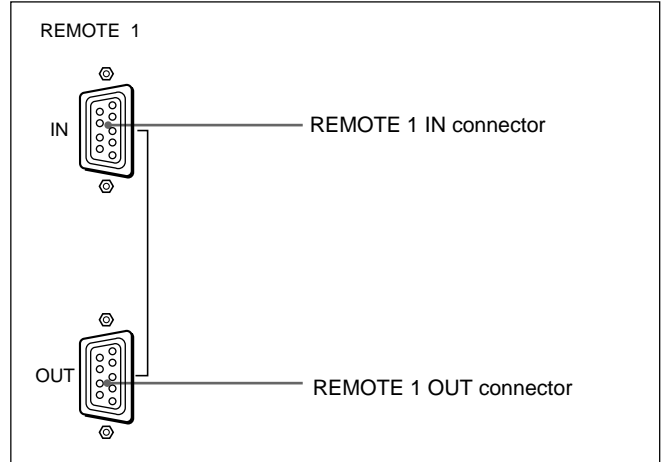 REMOTE 1
IN
REMOTE 1 IN connector
OUT
REMOTE 1 OUT connector